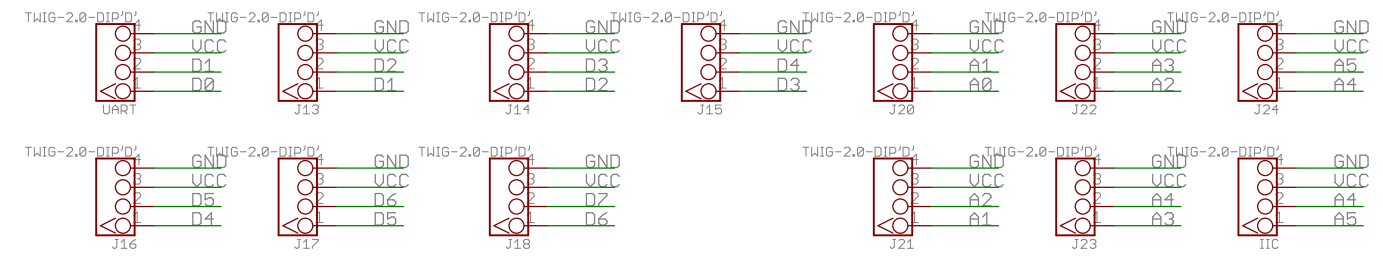 TWIG-2.0-DIP'D' TWIG-2.0-DIP'D' TWIG-2.0-DIP'D' TWIG-2.0-DIP'D' TWIG-2.0-DIP'D' TWIG-2.0-DIP'D' TWIG-2.0-DIP'D'
4 GND 4 GND 4 GND 4 GND 4 GND 4 GND 4 GND
3 VCC 3 VCC 3 VCC 3 VCC 3 VCC 3 VCC 3 VCC
2 D1 2 D2 2 D3 2 D4 2 A1 2 A3 2 A5
1 D0 1 D1 1 D2 1 D3 1 A0 1 A2 1 A4
UART J13 J14 J15 J20 J22 J24
TWIG-2.0-DIP'D' TWIG-2.0-DIP'D' TWIG-2.0-DIP'D' TWIG-2.0-DIP'D' TWIG-2.0-DIP'D' TWIG-2.0-DIP'D'
4 GND 4 GND 4 GND 4 GND 4 GND 4 GND
3 VCC 3 VCC 3 VCC 3 VCC 3 VCC 3 VCC
2 D5 2 D6 2 D7 2 A2 2 A4 2 A4
1 D4 1 D5 1 D6 1 A1 1 A3 1 A5
J16 J17 J18 J21 J23 IIC